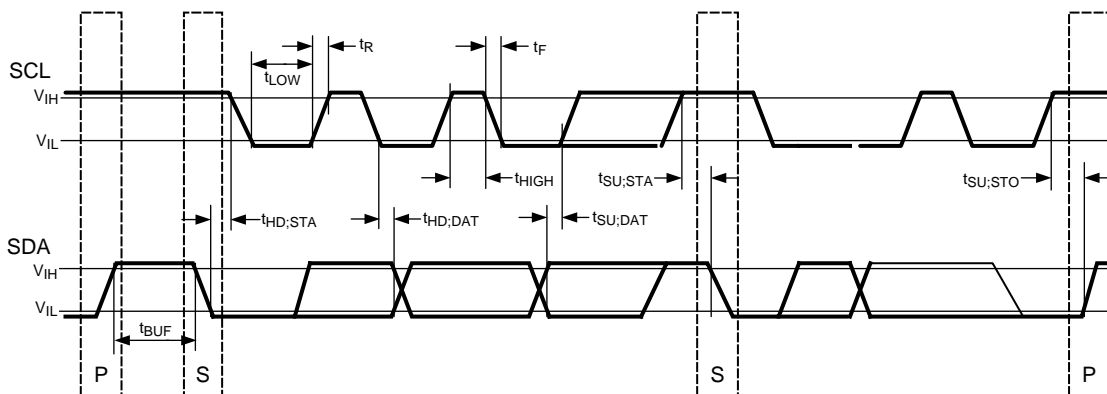 t_R
t_F
SCL
t_LOW
V_IH
V_IL
t_HIGH
t_SU;STA
t_SU;STO
t_HD;STA
t_HD;DAT
t_SU;DAT
SDA
V_IH
V_IL
t_BUF
P S S P